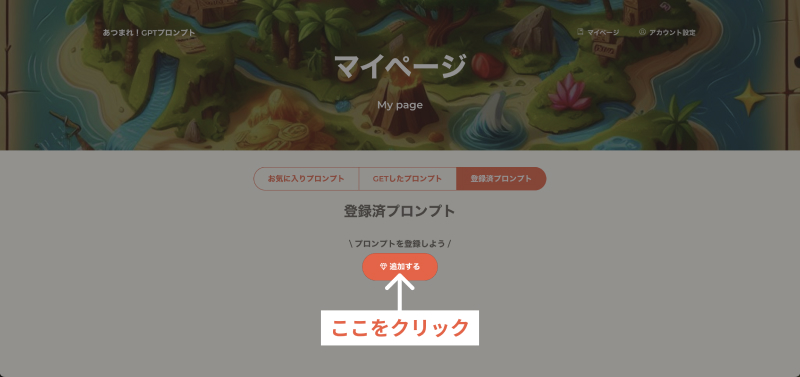 あつまれ！GPTプロンプト
マイページ
アカウント設定
マイページ
My page
お気に入りプロンプト
GETしたプロンプト
登録済プロンプト
登録済プロンプト
\ プロンプトを登録しよう /
追加する
ここをクリック